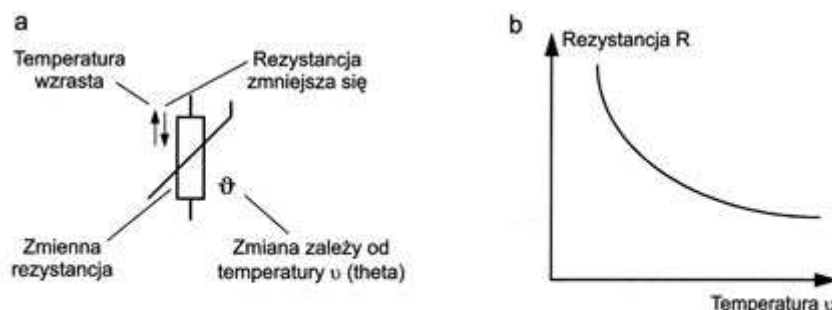 a
Temperatura
wzrasta
Rezystancja
zmniejsza się
ϑ
Zmienna
rezystancja
Zmiana zależy od
temperatury υ (theta)
b
Rezystancja R
Temperatura υ